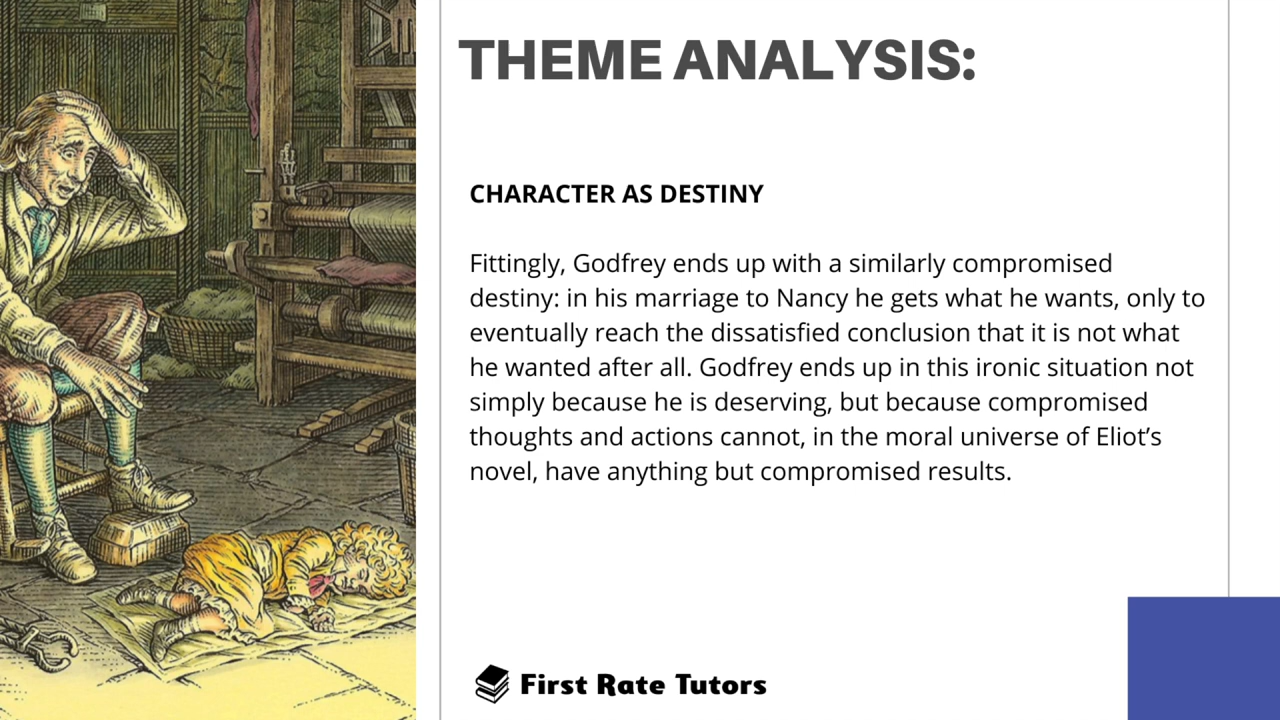 THEME ANALYSIS:
CHARACTER AS DESTINY
Fittingly, Godfrey ends up with a similarly compromised
destiny: in his marriage to Nancy he gets what he wants, only to
eventually reach the dissatisfied conclusion that it is not what
he wanted after all. Godfrey ends up in this ironic situation not
simply because he is deserving, but because compromised
thoughts and actions cannot, in the moral universe of Eliot’s
novel, have anything but compromised results.
First Rate Tutors